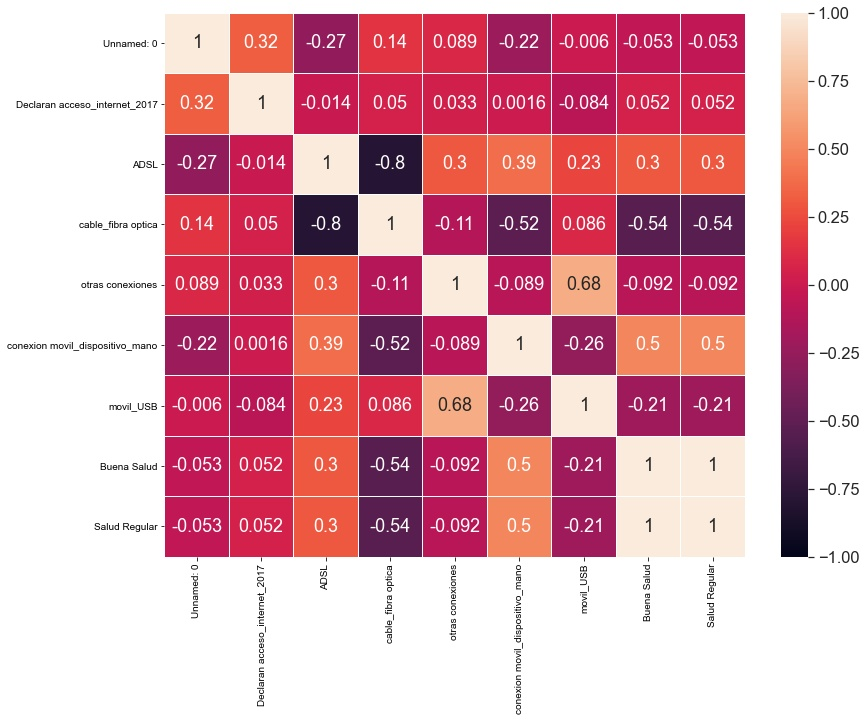 Unnamed: 0 1 0.32 -0.27 0.14 0.089 -0.22 -0.006 -0.053 -0.053
Declaran acceso_internet_2017 0.32 1 -0.014 0.05 0.033 0.0016 -0.084 0.052 0.052
ADSL -0.27 -0.014 1 -0.8 0.3 0.39 0.23 0.3 0.3
cable_fibra optica 0.14 0.05 -0.8 1 -0.11 -0.52 0.086 -0.54 -0.54
otras conexiones 0.089 0.033 0.3 -0.11 1 -0.089 0.68 -0.092 -0.092
conexion movil_dispositivo_mano -0.22 0.0016 0.39 -0.52 -0.089 1 -0.26 0.5 0.5
movil_USB -0.006 -0.084 0.23 0.086 0.68 -0.26 1 -0.21 -0.21
Buena Salud -0.053 0.052 0.3 -0.54 -0.092 0.5 -0.21 1 1
Salud Regular -0.053 0.052 0.3 -0.54 -0.092 0.5 -0.21 1 1
Unnamed: 0
Declaran acceso_internet_2017
ADSL
cable_fibra optica
otras conexiones
conexion movil_dispositivo_mano
movil_USB
Buena Salud
Salud Regular
1.00
0.75
0.50
0.25
0.00
−0.25
−0.50
−0.75
−1.00